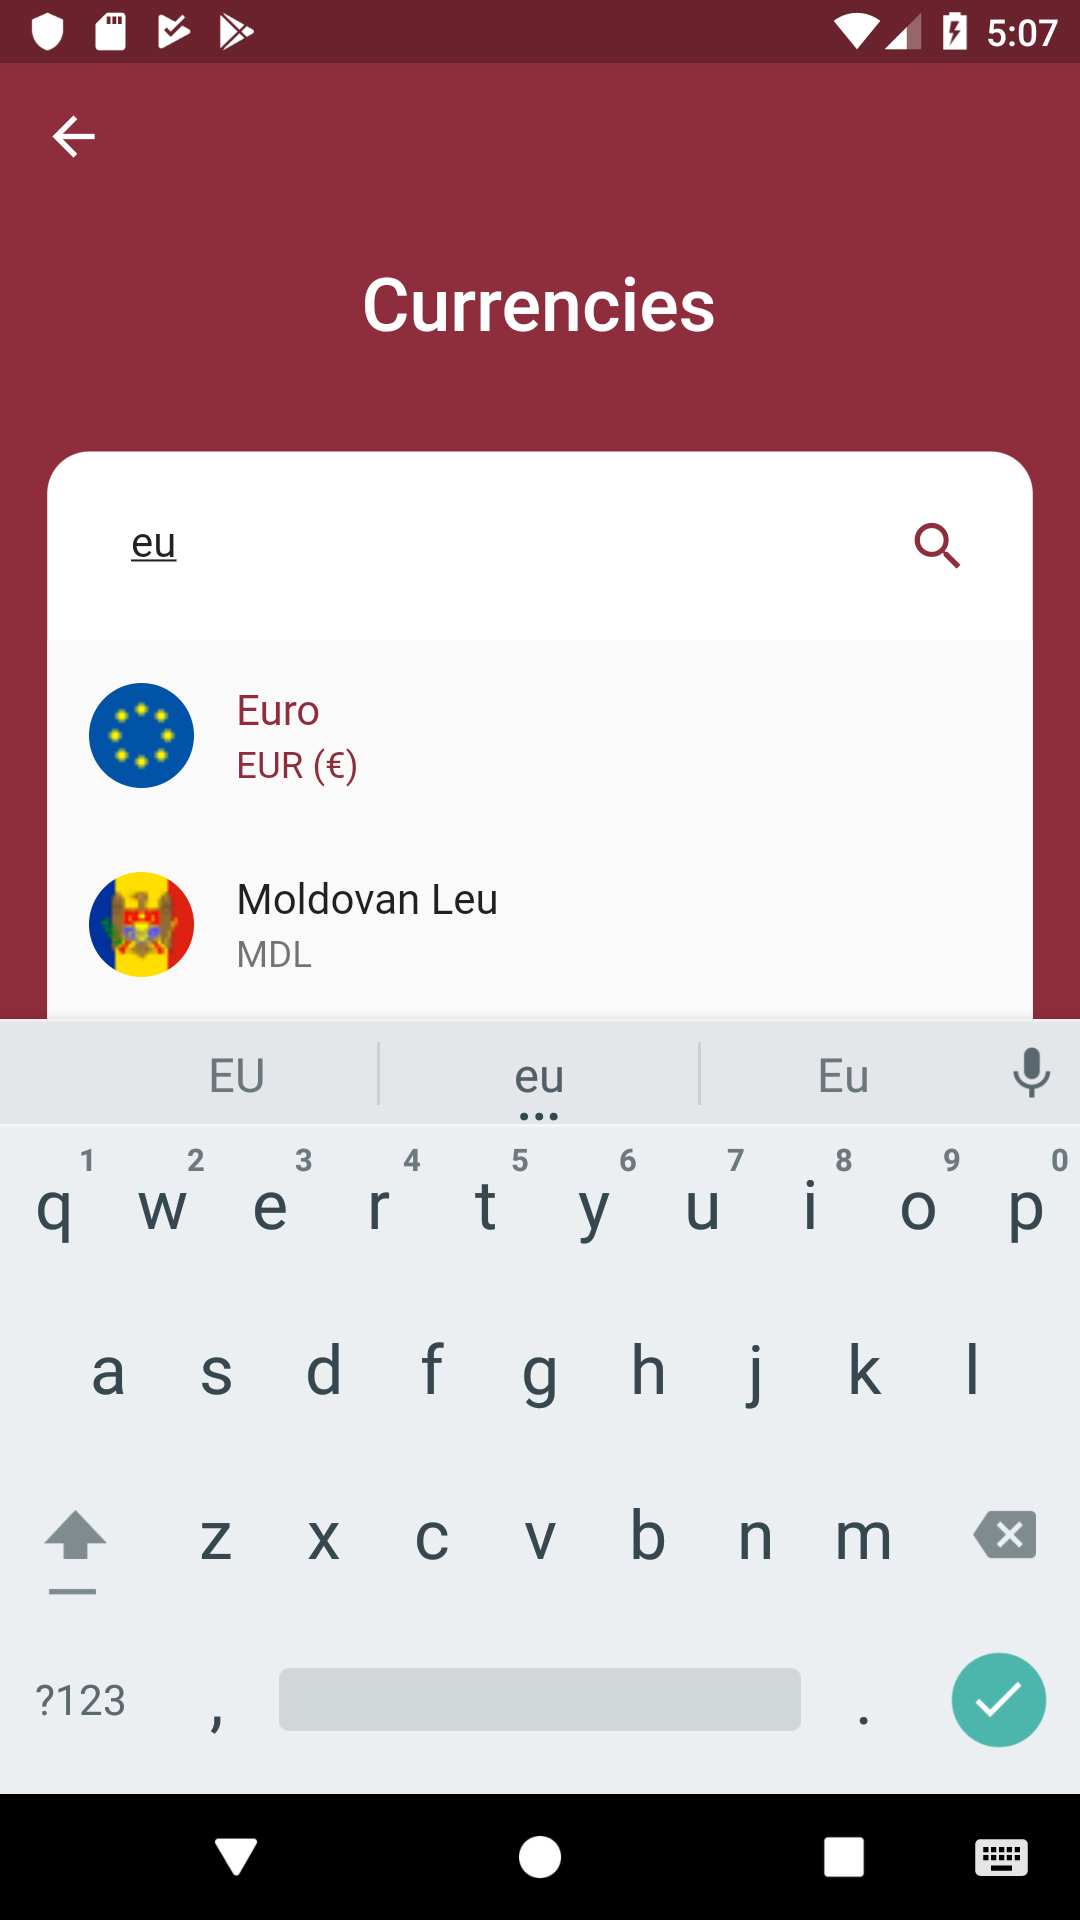 5:07
Currencies
eu
Euro
EUR (€)
Moldovan Leu
MDL
EU eu Eu
1 2 3 4 5 6 7 8 9 0
q w e r t y u i o p
a s d f g h j k l
z x c v b n m
?123 , .